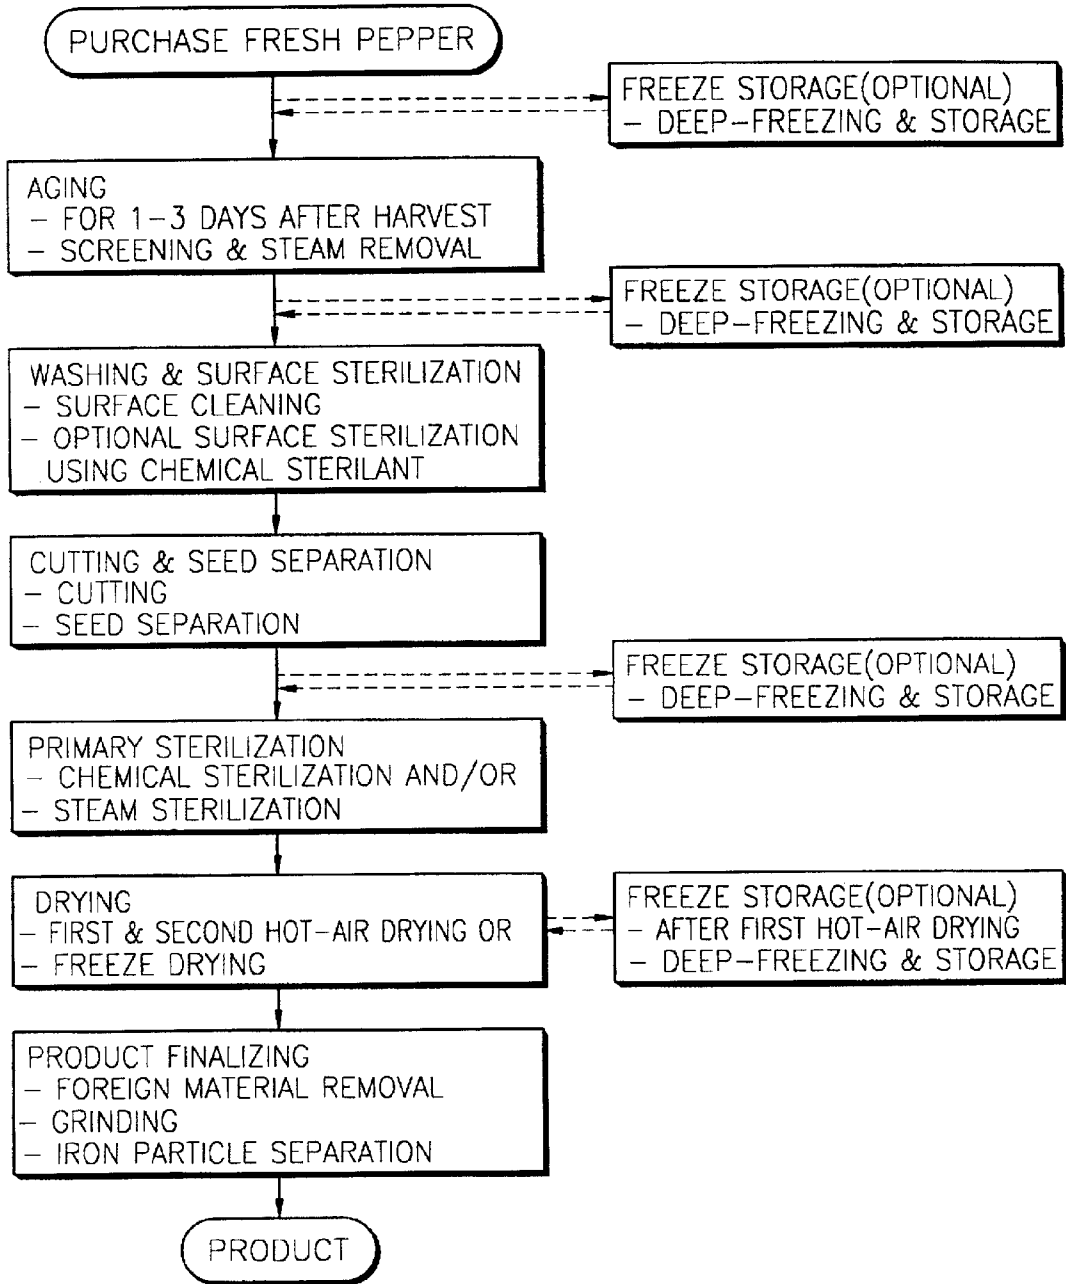 PURCHASE FRESH PEPPER
FREEZE STORAGE(OPTIONAL)
- DEEP-FREEZING & STORAGE
AGING
- FOR 1-3 DAYS AFTER HARVEST
- SCREENING & STEAM REMOVAL
FREEZE STORAGE(OPTIONAL)
- DEEP-FREEZING & STORAGE
WASHING & SURFACE STERILIZATION
- SURFACE CLEANING
- OPTIONAL SURFACE STERILIZATION
USING CHEMICAL STERILANT
CUTTING & SEED SEPARATION
- CUTTING
- SEED SEPARATION
FREEZE STORAGE(OPTIONAL)
- DEEP-FREEZING & STORAGE
PRIMARY STERILIZATION
- CHEMICAL STERILIZATION AND/OR
- STEAM STERILIZATION
DRYING
- FIRST & SECOND HOT-AIR DRYING OR
- FREEZE DRYING
FREEZE STORAGE(OPTIONAL)
- AFTER FIRST HOT-AIR DRYING
- DEEP-FREEZING & STORAGE
PRODUCT FINALIZING
- FOREIGN MATERIAL REMOVAL
- GRINDING
- IRON PARTICLE SEPARATION
PRODUCT